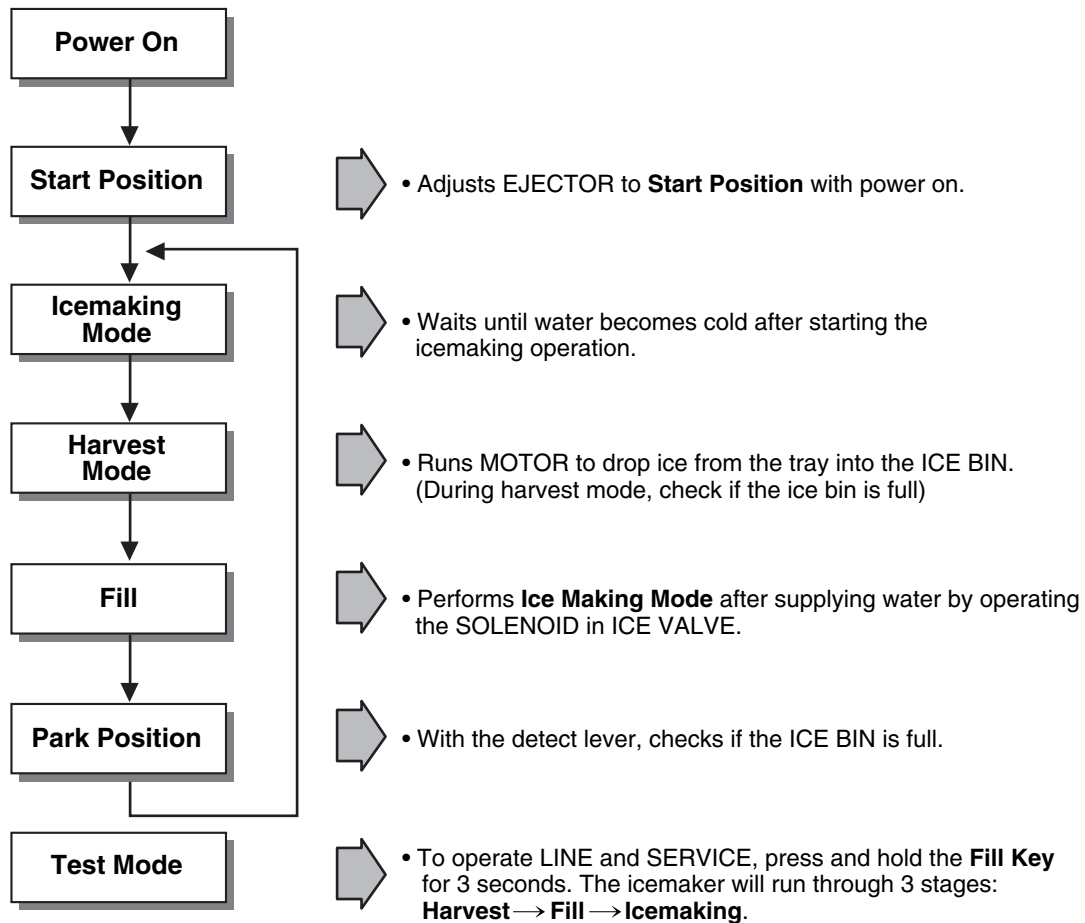 Power On
Start Position
• Adjusts EJECTOR to Start Position with power on.
Icemaking
Mode
• Waits until water becomes cold after starting the
icemaking operation.
Harvest
Mode
• Runs MOTOR to drop ice from the tray into the ICE BIN.
(During harvest mode, check if the ice bin is full)
Fill
• Performs Ice Making Mode after supplying water by operating
the SOLENOID in ICE VALVE.
Park Position
• With the detect lever, checks if the ICE BIN is full.
Test Mode
• To operate LINE and SERVICE, press and hold the Fill Key
for 3 seconds. The icemaker will run through 3 stages:
Harvest → Fill → Icemaking.